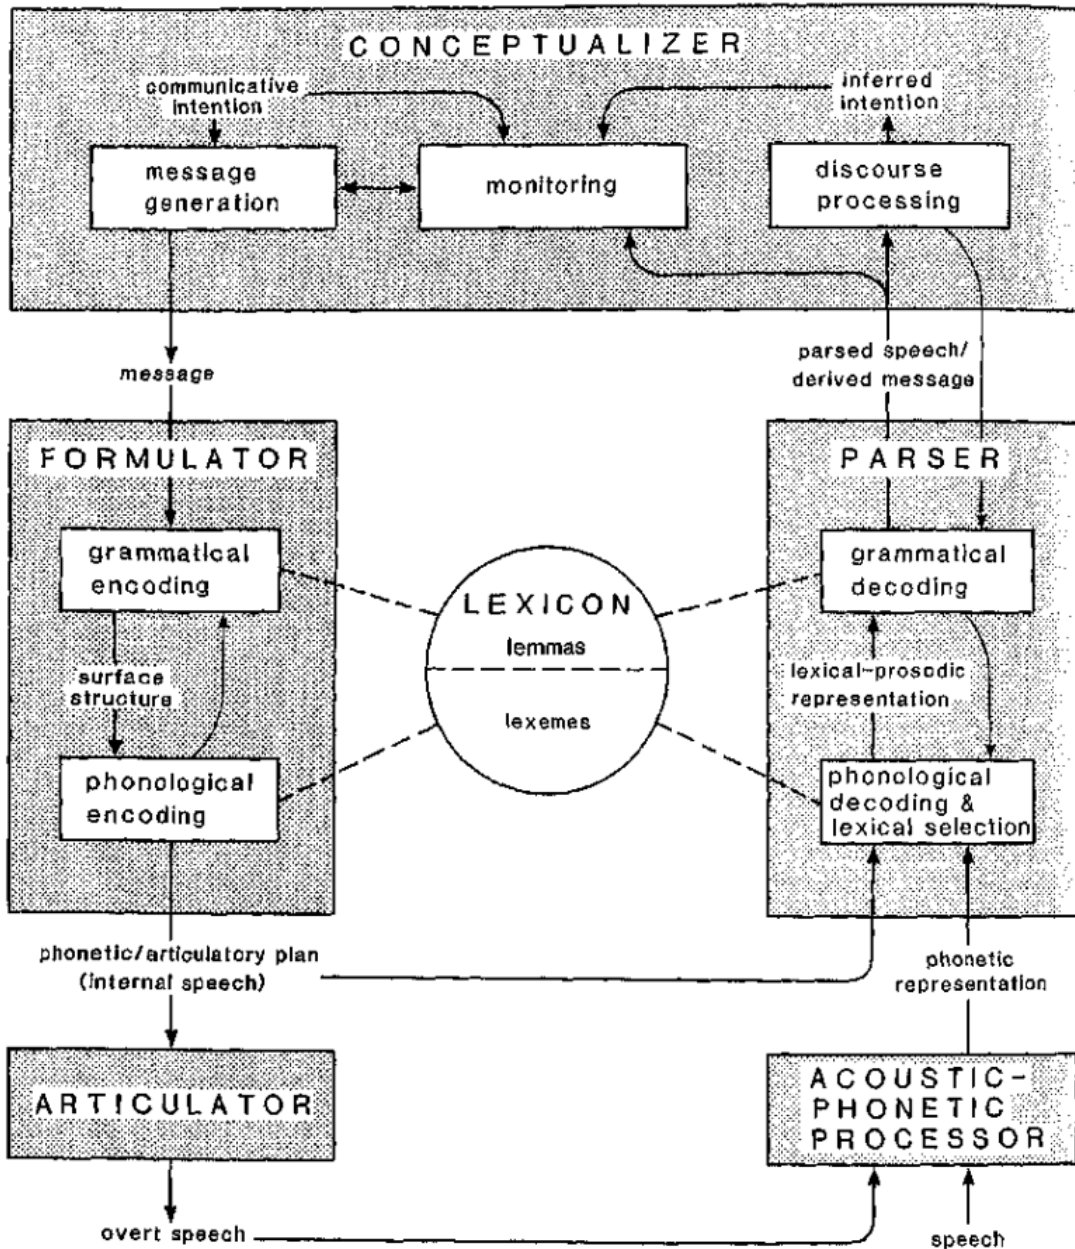 CONCEPTUALIZER
communicative
intention
inferred
intention
message
generation
monitoring
discourse
processing
message
parsed speech/
derived message
FORMULATOR
grammatical
encoding
surface
structure
phonological
encoding
LEXICON
lemmas
lexemes
PARSER
grammatical
decoding
lexical-prosodic
representation
phonological
decoding &
lexical selection
phonetic/articulatory plan
(internal speech)
phonetic
representation
ARTICULATOR
ACOUSTIC-
PHONETIC
PROCESSOR
overt speech
speech